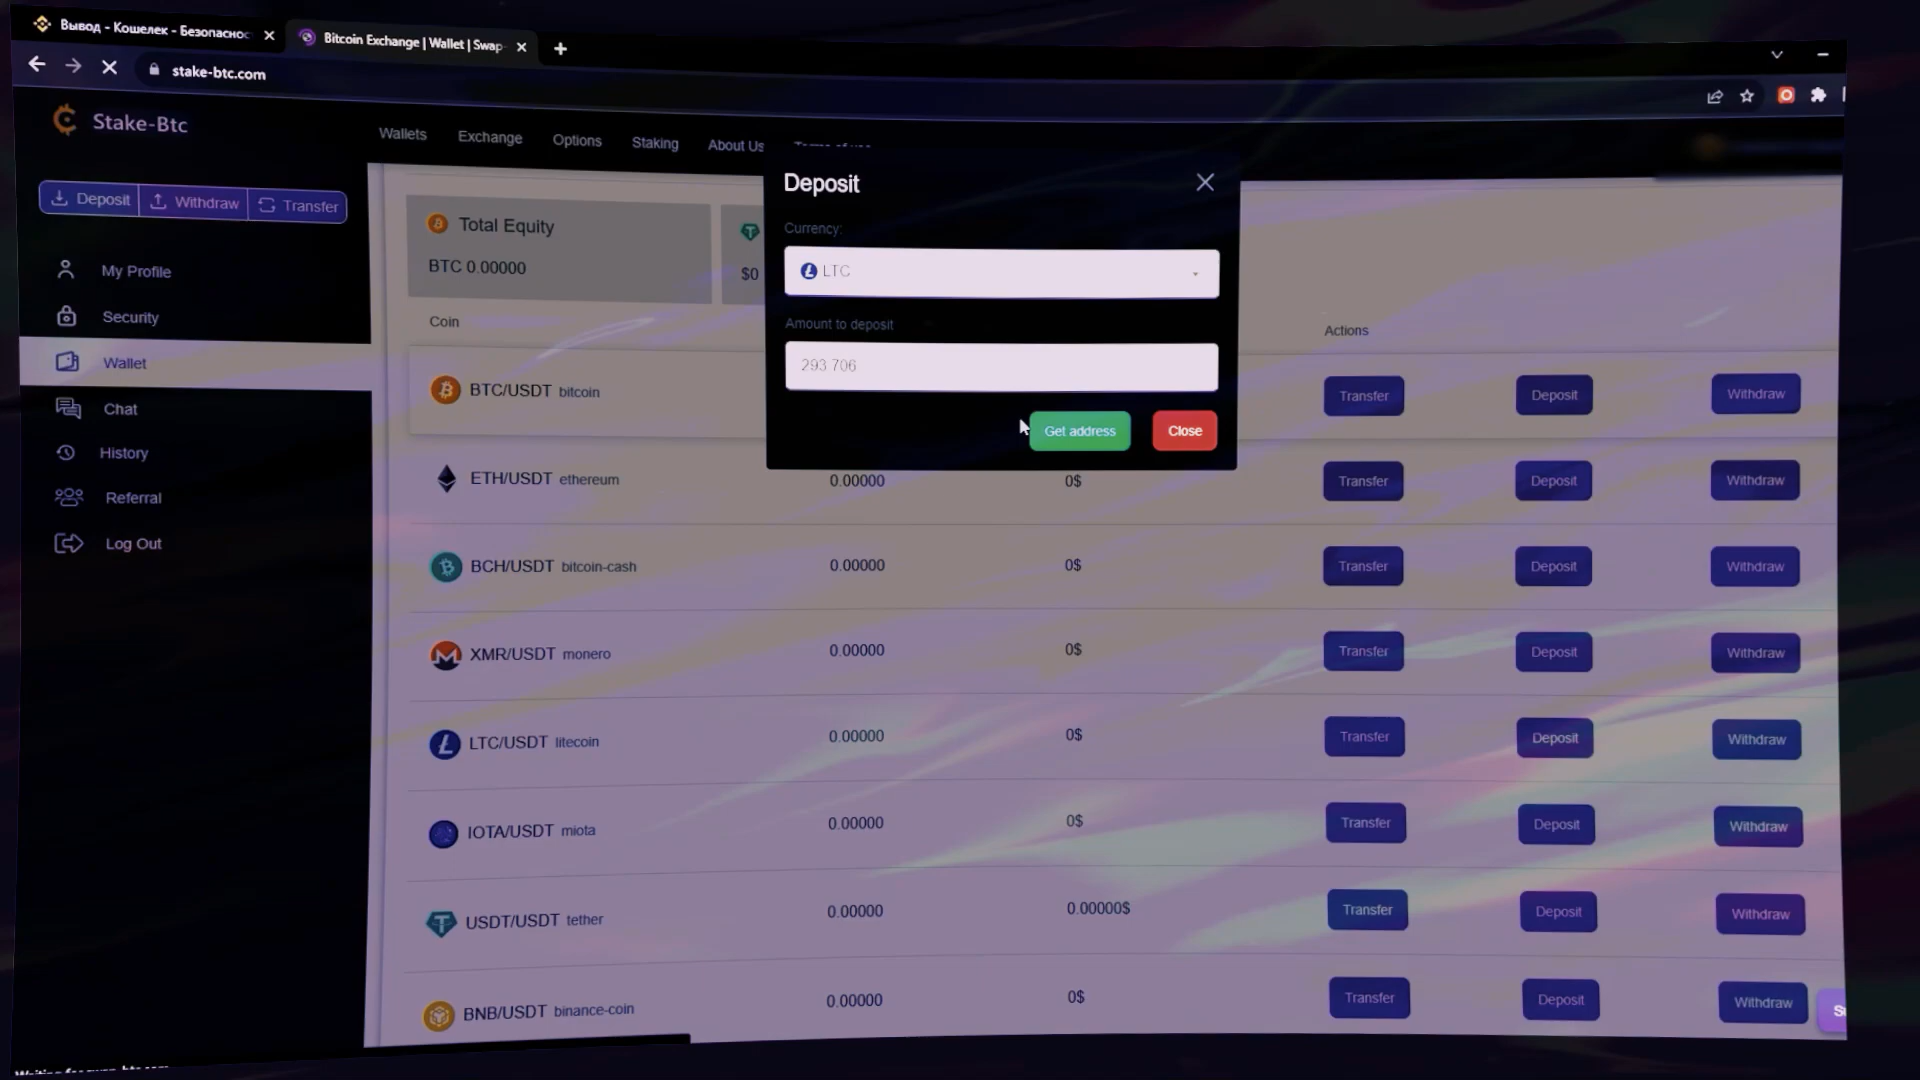 Вывод - Кошелек - Безопаснос
Bitcoin Exchange | Wallet | Swap
stake-btc.com
Stake-Btc
Wallets Exchange Options Staking About Us
Deposit Withdraw Transfer
My Profile
Security
Wallet
Chat
History
Referral
Log Out
Total Equity
BTC 0.00000
$0
Deposit
Currency:
LTC
Amount to deposit
293 706
Get address Close
Coin Actions
BTC/USDT bitcoin Transfer Deposit Withdraw
ETH/USDT ethereum 0.00000 0$ Transfer Deposit Withdraw
BCH/USDT bitcoin-cash 0.00000 0$ Transfer Deposit Withdraw
XMR/USDT monero 0.00000 0$ Transfer Deposit Withdraw
LTC/USDT litecoin 0.00000 0$ Transfer Deposit Withdraw
IOTA/USDT miota 0.00000 0$ Transfer Deposit Withdraw
USDT/USDT tether 0.00000 0.00000$ Transfer Deposit Withdraw
BNB/USDT binance-coin 0.00000 0$ Transfer Deposit Withdraw